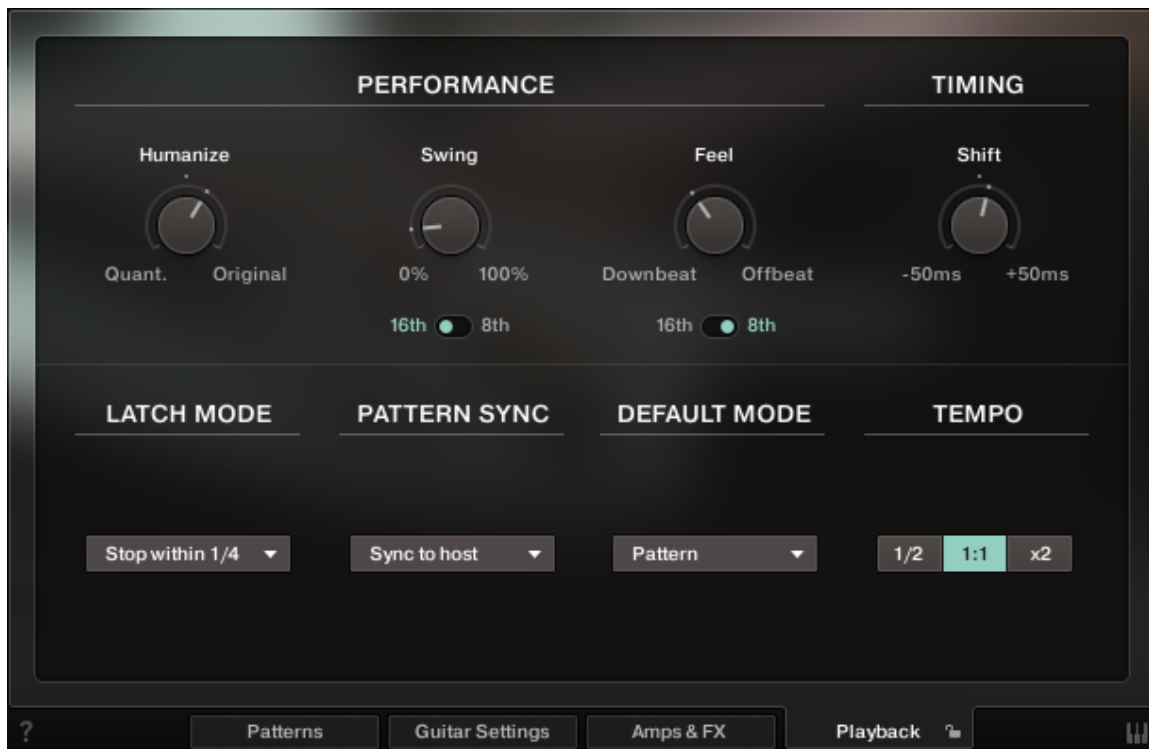 PERFORMANCE TIMING
Humanize Swing Feel Shift
Quant. Original 0% 100% Downbeat Offbeat -50ms +50ms
16th 8th 16th 8th
LATCH MODE PATTERN SYNC DEFAULT MODE TEMPO
Stop within 1/4 Sync to host Pattern 1/2 1:1 x2
? Patterns Guitar Settings Amps & FX Playback